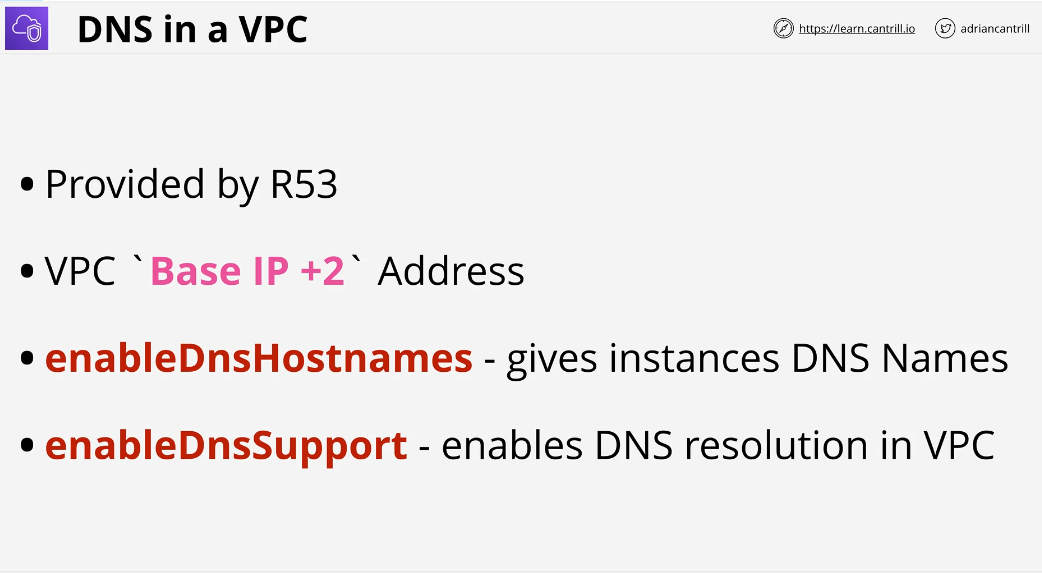 DNS in a VPC
https://learn.cantrill.io
adriancantrill
• Provided by R53
• VPC `Base IP +2` Address
• enableDnsHostnames - gives instances DNS Names
• enableDnsSupport - enables DNS resolution in VPC